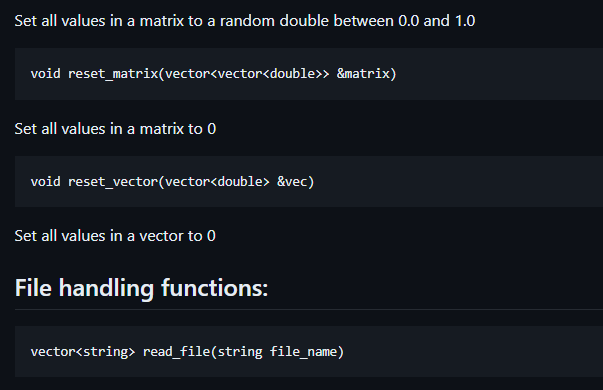 Set all values in a matrix to a random double between 0.0 and 1.0
void reset_matrix(vector<vector<double>> &matrix)
Set all values in a matrix to 0
void reset_vector(vector<double> &vec)
Set all values in a vector to 0
File handling functions:
vector<string> read_file(string file_name)